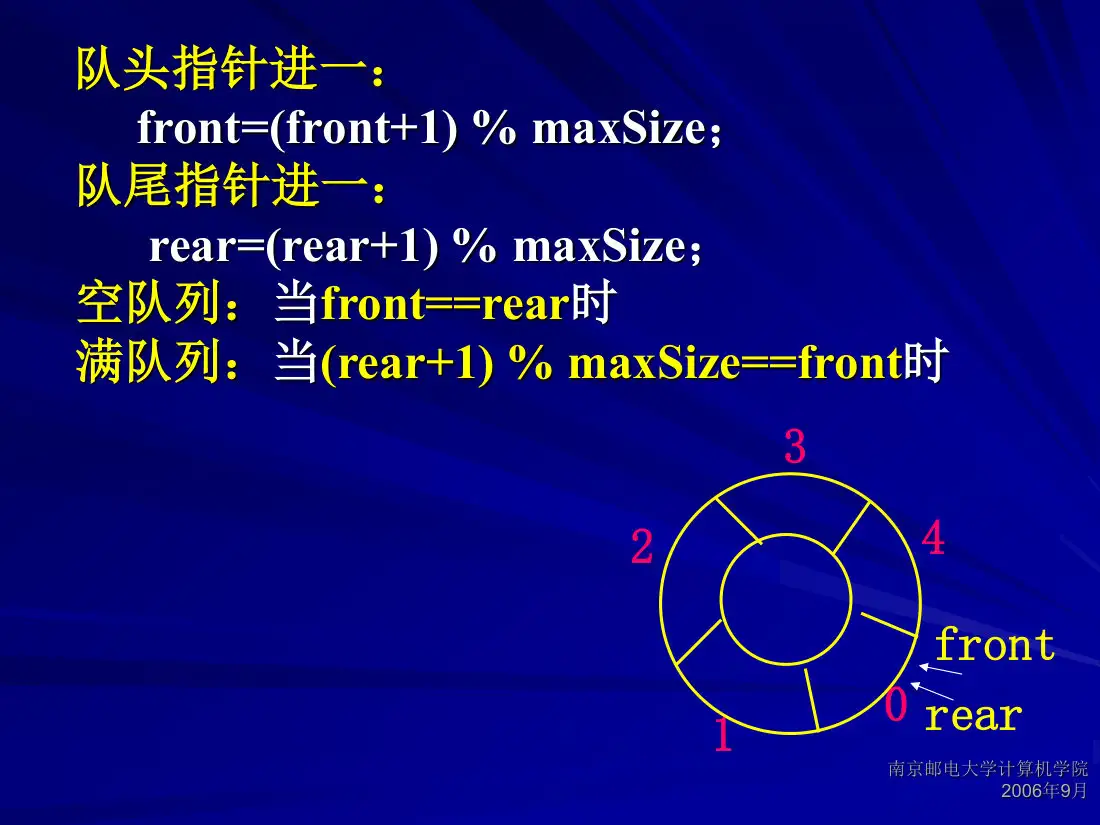 队头指针进一：
front=(front+1) % maxSize；
队尾指针进一：
rear=(rear+1) % maxSize；
空队列：当front==rear时
满队列：当(rear+1) % maxSize==front时
3
2
4
front
0
rear
1
南京邮电大学计算机学院
2006年9月